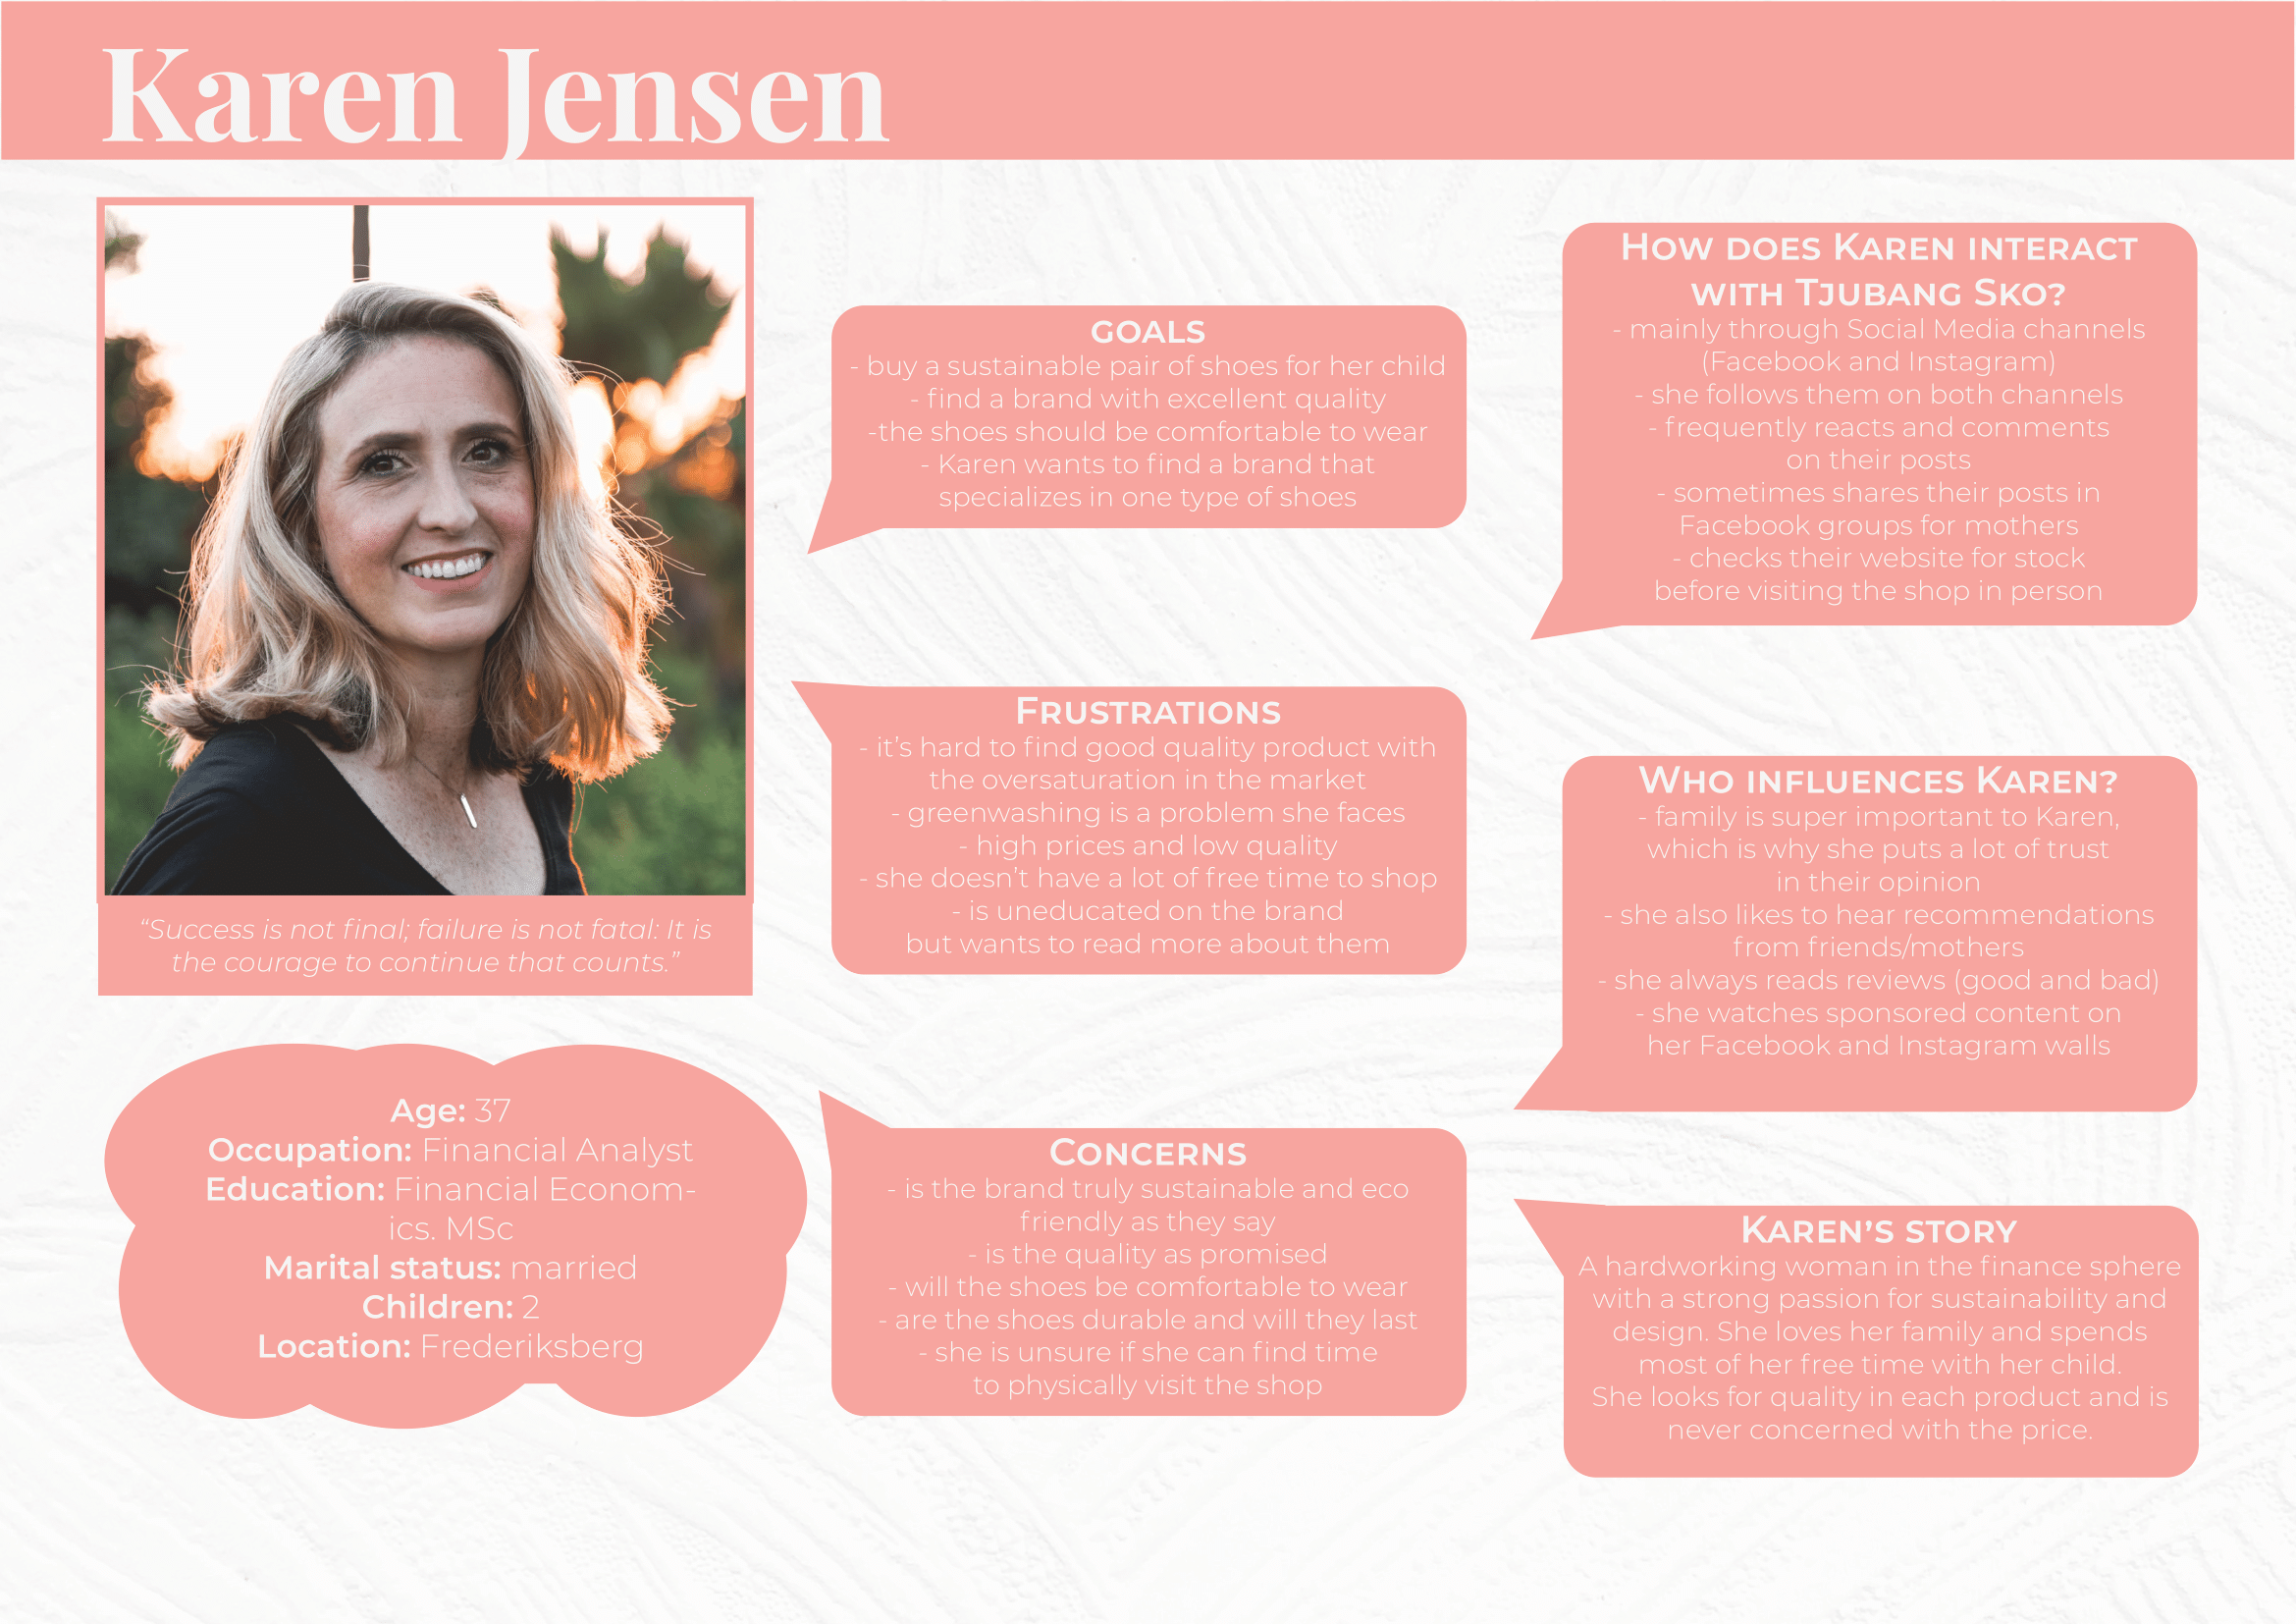 Karen Jensen
“Success is not final; failure is not fatal: It is
the courage to continue that counts.”
Age: 37
Occupation: Financial Analyst
Education: Financial Econom-
ics. MSc
Marital status: married
Children: 2
Location: Frederiksberg
GOALS
- buy a sustainable pair of shoes for her child
- find a brand with excellent quality
-the shoes should be comfortable to wear
- Karen wants to find a brand that
specializes in one type of shoes
FRUSTRATIONS
- it’s hard to find good quality product with
the oversaturation in the market
- greenwashing is a problem she faces
- high prices and low quality
- she doesn’t have a lot of free time to shop
- is uneducated on the brand
but wants to read more about them
CONCERNS
- is the brand truly sustainable and eco
friendly as they say
- is the quality as promised
- will the shoes be comfortable to wear
- are the shoes durable and will they last
- she is unsure if she can find time
to physically visit the shop
HOW DOES KAREN INTERACT
WITH TJUBANG SKO?
- mainly through Social Media channels
(Facebook and Instagram)
- she follows them on both channels
- frequently reacts and comments
on their posts
- sometimes shares their posts in
Facebook groups for mothers
- checks their website for stock
before visiting the shop in person
WHO INFLUENCES KAREN?
- family is super important to Karen,
which is why she puts a lot of trust
in their opinion
- she also likes to hear recommendations
from friends/mothers
- she always reads reviews (good and bad)
- she watches sponsored content on
her Facebook and Instagram walls
KAREN’S STORY
A hardworking woman in the finance sphere
with a strong passion for sustainability and
design. She loves her family and spends
most of her free time with her child.
She looks for quality in each product and is
never concerned with the price.